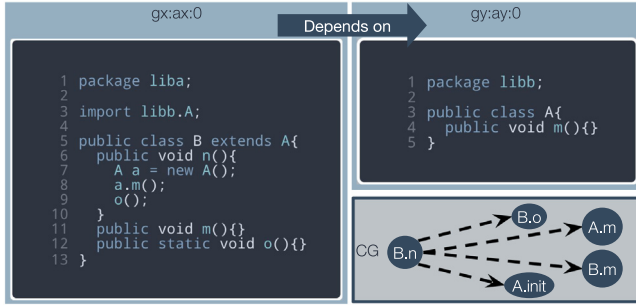 gx:ax:0
Depends on
gy:ay:0
1 package liba;
2
3 import libb.A;
4
5 public class B extends A{
6   public void n(){
7     A a = new A();
8     a.m();
9     o();
10   }
11   public void m(){}
12   public static void o(){}
13 }
1 package libb;
2
3 public class A{
4   public void m(){}
5 }
CG
B.n
B.o
A.m
B.m
A.init